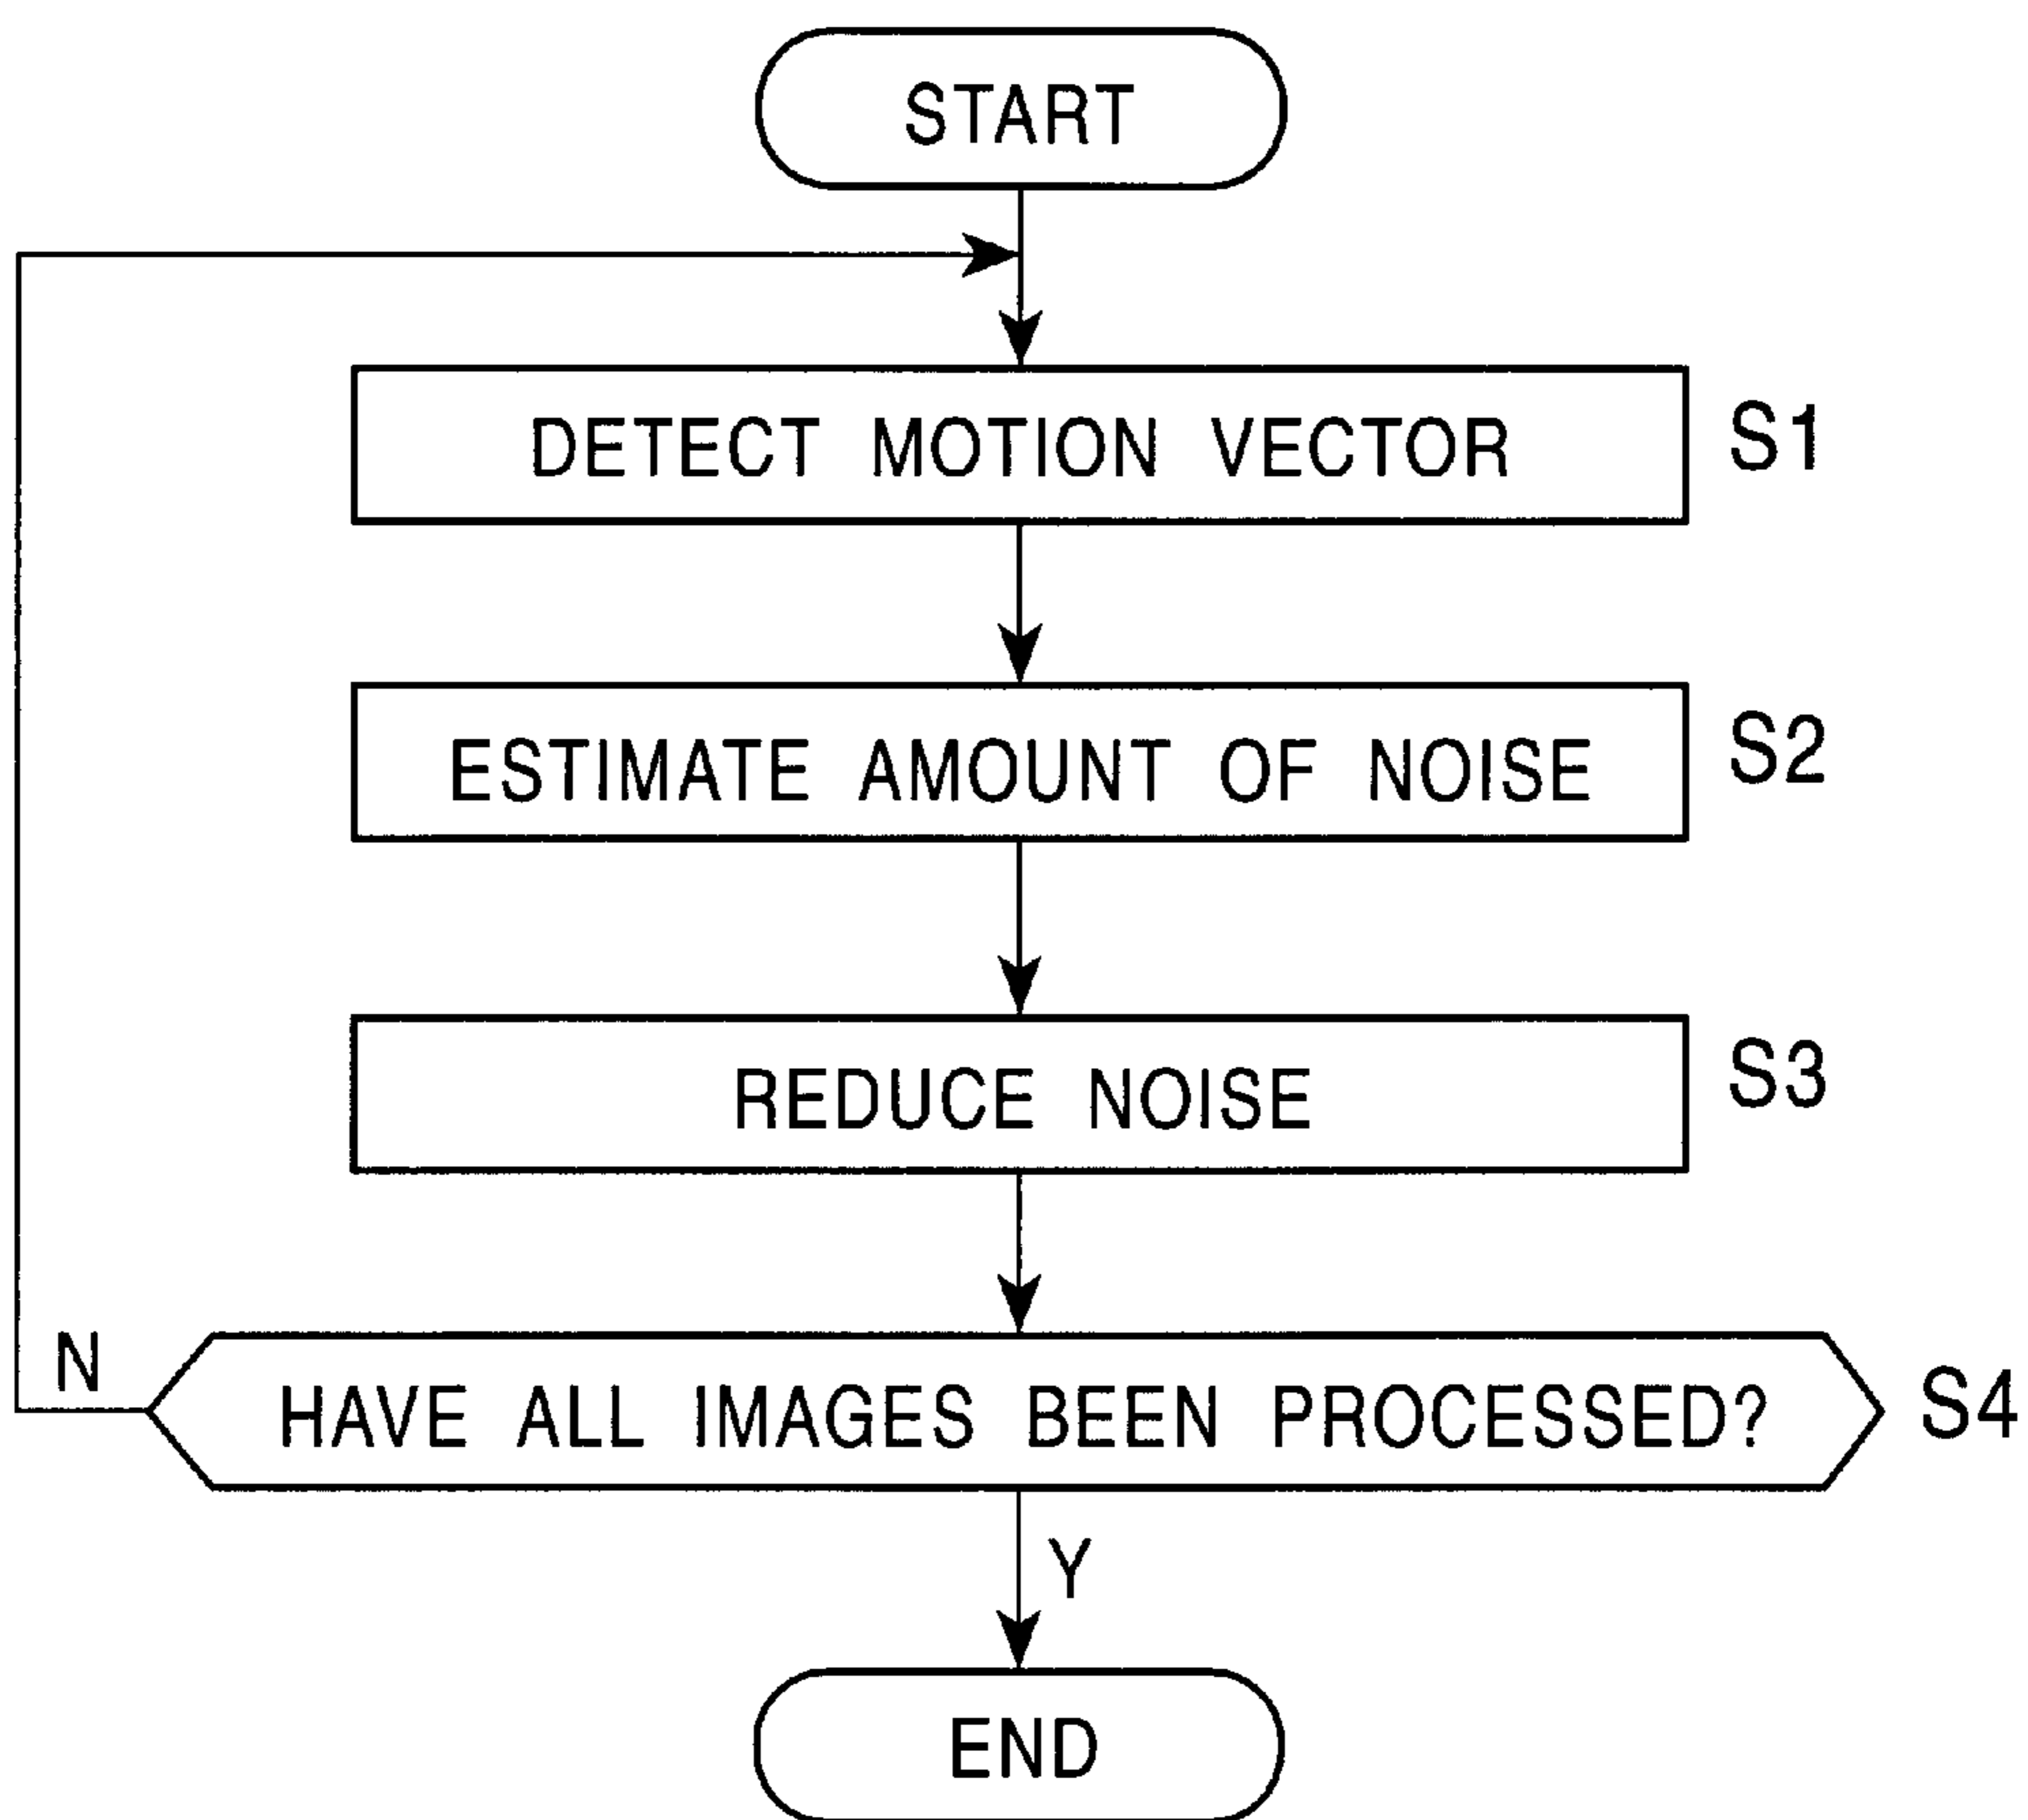 START
DETECT MOTION VECTOR S1
ESTIMATE AMOUNT OF NOISE S2
REDUCE NOISE S3
N
HAVE ALL IMAGES BEEN PROCESSED? S4
Y
END